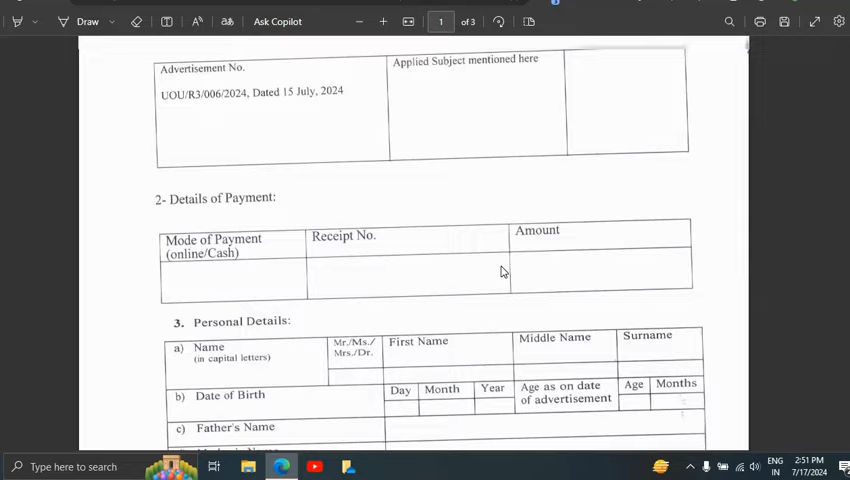 Draw
Ask Copilot
1 of 3
Advertisement No.
Applied Subject mentioned here
UOU/R3/006/2024, Dated 15 July, 2024
2- Details of Payment:
Mode of Payment
(online/Cash)
Receipt No.
Amount
3. Personal Details:
a) Name
(in capital letters)
Mr./Ms./
Mrs./Dr.
First Name
Middle Name
Surname
b) Date of Birth
Day
Month
Year
Age as on date
of advertisement
Age
Months
c) Father's Name
Type here to search
ENG
IN
2:51 PM
7/17/2024